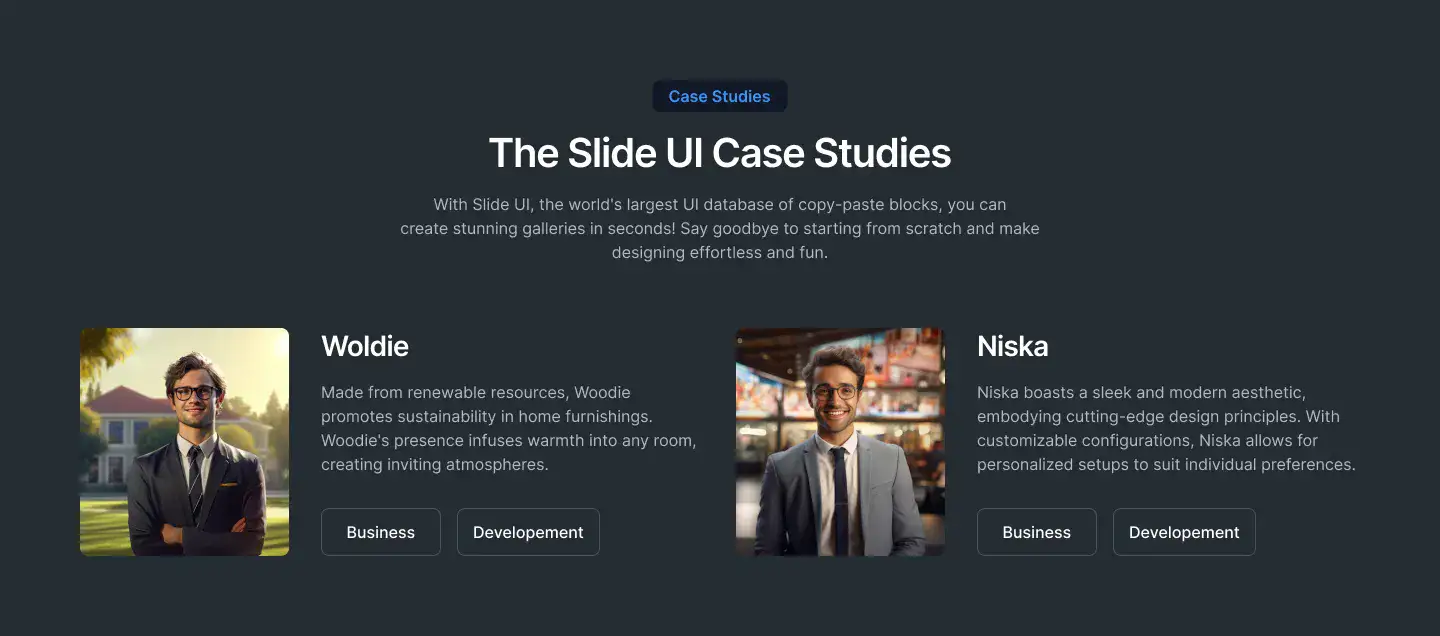 Case Studies
The Slide UI Case Studies
With Slide UI, the world's largest UI database of copy-paste blocks, you can
create stunning galleries in seconds! Say goodbye to starting from scratch and make
designing effortless and fun.
Woldie
Made from renewable resources, Woodie
promotes sustainability in home furnishings.
Woodie's presence infuses warmth into any room,
creating inviting atmospheres.
Business
Developement
Niska
Niska boasts a sleek and modern aesthetic,
embodying cutting-edge design principles. With
customizable configurations, Niska allows for
personalized setups to suit individual preferences.
Business
Developement